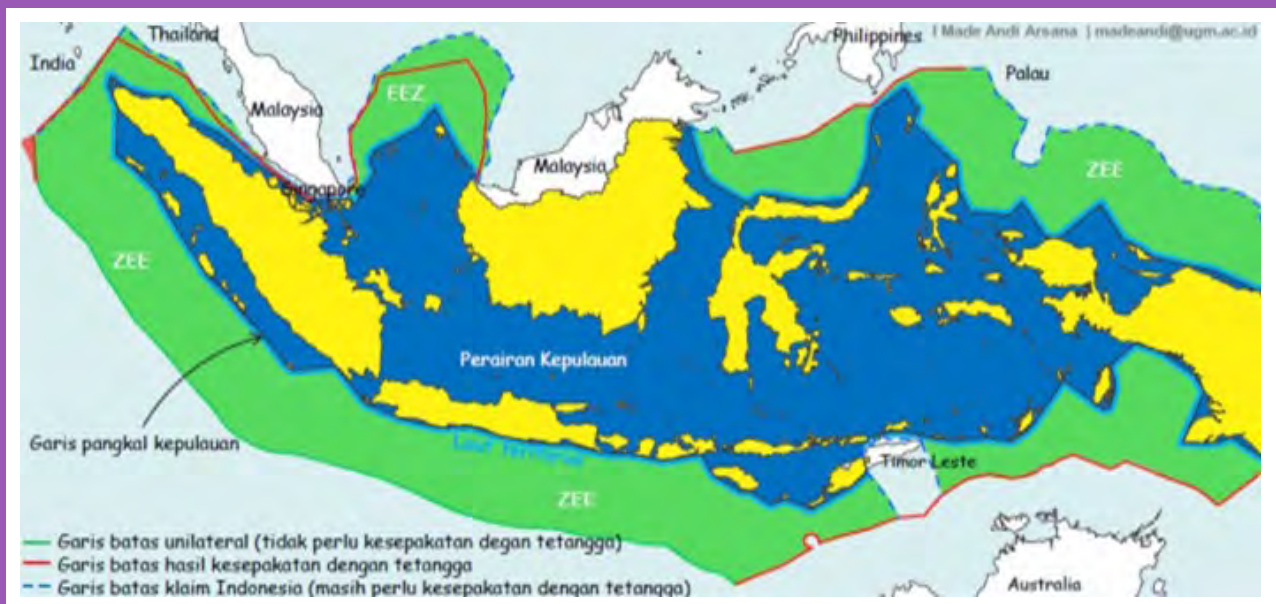 Thailand
Philippines
I Made Andi Arsana | madeandi@ugm.ac.id
India
Palau
EEZ
Malaysia
Malaysia
Singapore
ZEE
ZEE
Perairan Kepulauan
Garis pangkal kepulauan
Laut Teritorial
Timor Leste
ZEE
Garis batas unilateral (tidak perlu kesepakatan degan tetangga)
Garis batas hasil kesepakatan dengan tetangga
Garis batas klaim Indonesia (masih perlu kesepakatan dengan tetangga)
Australia